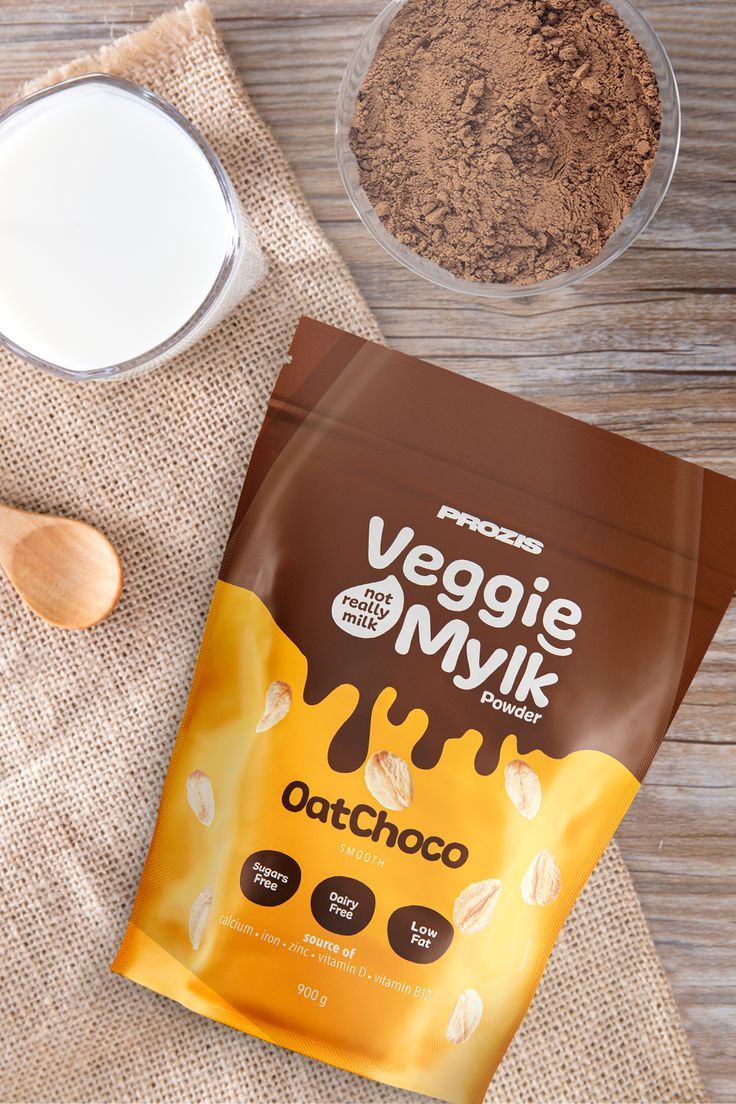 PROZIS
Veggie
not
really
milk
Mylk
Powder
OatChoco
SMOOTH
Sugars
Free
Dairy
Free
Low
Fat
source of
calcium • iron • zinc • vitamin D • vitamin B12
900 g